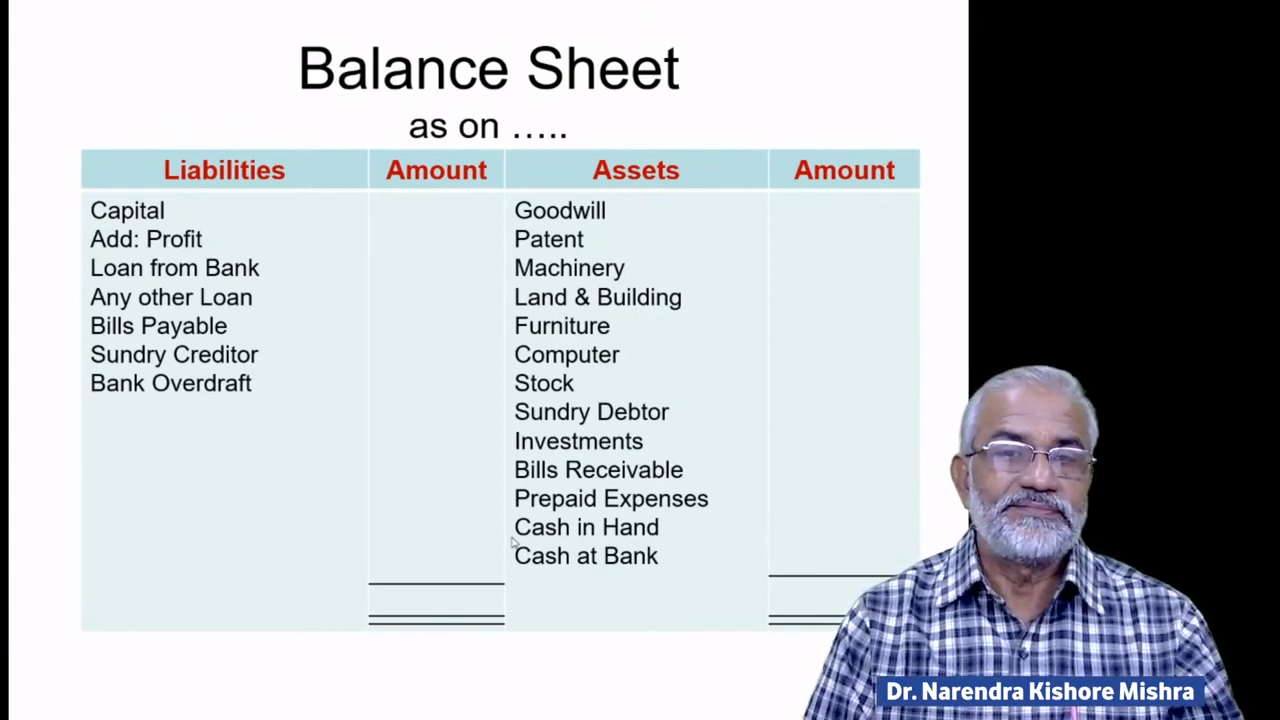 Balance Sheet
as on …..
Liabilities Amount Assets Amount
Capital Goodwill
Add: Profit Patent
Loan from Bank Machinery
Any other Loan Land & Building
Bills Payable Furniture
Sundry Creditor Computer
Bank Overdraft Stock
Sundry Debtor
Investments
Bills Receivable
Prepaid Expenses
Cash in Hand
Cash at Bank
Dr. Narendra Kishore Mishra